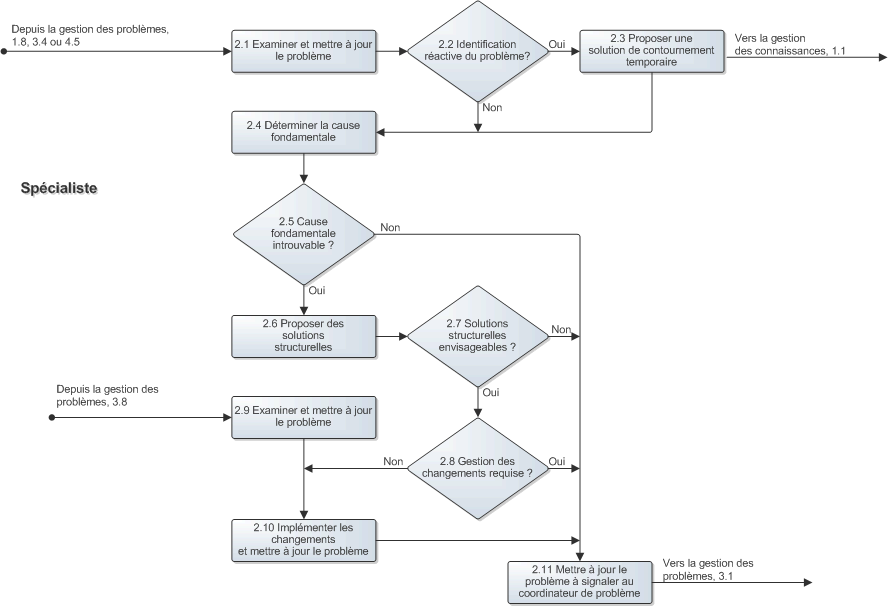 Depuis la gestion des problèmes,
1.8, 3.4 ou 4.5
2.1 Examiner et mettre à jour
le problème
2.2 Identification
réactive du problème?
Oui
2.3 Proposer une
solution de contournement
temporaire
Vers la gestion
des connaissances, 1.1
Non
2.4 Déterminer la cause
fondamentale
Spécialiste
2.5 Cause
fondamentale
introuvable ?
Non
Oui
2.6 Proposer des
solutions
structurelles
2.7 Solutions
structurelles
envisageables ?
Non
Oui
Depuis la gestion des
problèmes, 3.8
2.9 Examiner et mettre à jour
le problème
2.8 Gestion des
changements requise ?
Non
Oui
2.10 Implémenter les
changements
et mettre à jour le problème
2.11 Mettre à jour le
problème à signaler au
coordinateur de problème
Vers la gestion des
problèmes, 3.1